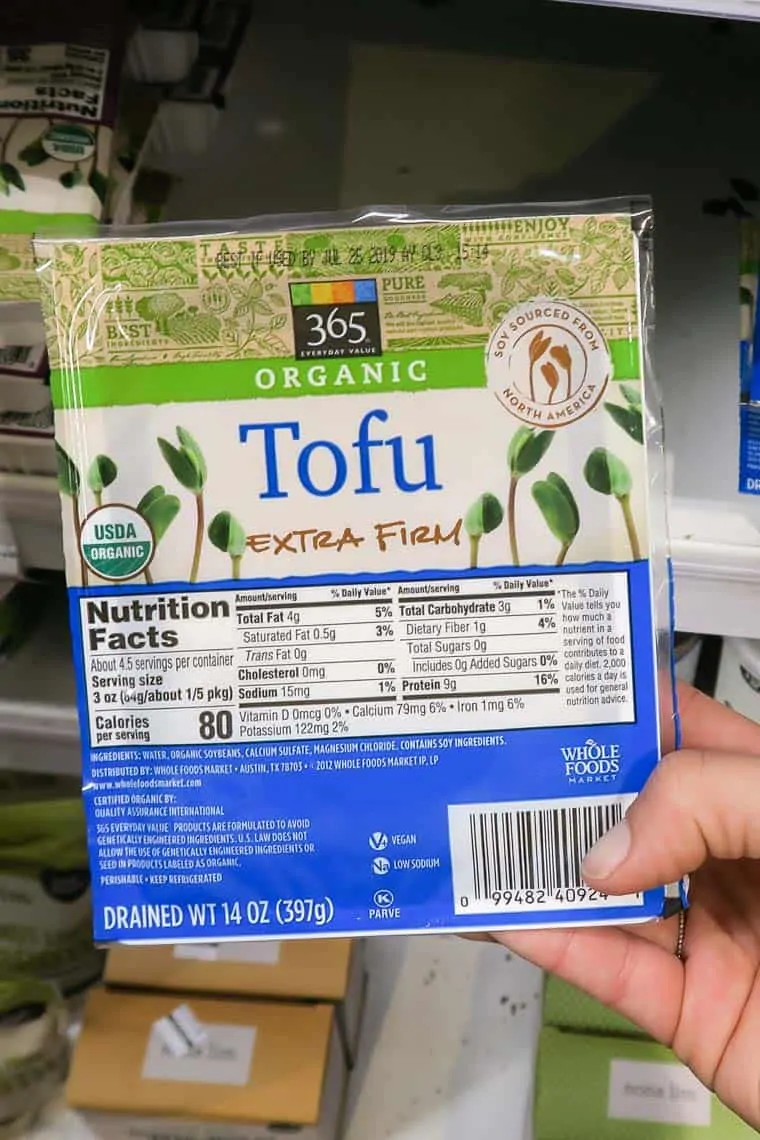 TASTE
ENJOY
BEST IF USED BY JUL 26 2019 AY 15:14
PURE
GOODNESS
BEST
INGREDIENTS
365
EVERYDAY VALUE
ORGANIC
SOY SOURCED FROM
NORTH AMERICA
Tofu
EXTRA FIRM
USDA
ORGANIC
Nutrition
Facts
About 4.5 servings per container
Serving size
3 oz (84g/about 1/5 pkg)
Calories
per serving
80
Amount/serving % Daily Value*
Total Fat 4g 5%
Saturated Fat 0.5g 3%
Trans Fat 0g
Cholesterol 0mg 0%
Sodium 15mg 1%
Amount/serving % Daily Value*
Total Carbohydrate 3g 1%
Dietary Fiber 1g 4%
Total Sugars 0g
Includes 0g Added Sugars 0%
Protein 9g 16%
Vitamin D 0mcg 0% • Calcium 79mg 6% • Iron 1mg 6%
Potassium 122mg 2%
*The % Daily
Value tells you
how much a
nutrient in a
serving of food
contributes to a
daily diet. 2,000
calories a day is
used for general
nutrition advice.
INGREDIENTS: WATER, ORGANIC SOYBEANS, CALCIUM SULFATE, MAGNESIUM CHLORIDE. CONTAINS SOY INGREDIENTS.
DISTRIBUTED BY: WHOLE FOODS MARKET • AUSTIN, TX 78703 • 2012 WHOLE FOODS MARKET IP, LP
www.wholefoodsmarket.com
CERTIFIED ORGANIC BY:
QUALITY ASSURANCE INTERNATIONAL
365 EVERYDAY VALUE PRODUCTS ARE FORMULATED TO AVOID
GENETICALLY ENGINEERED INGREDIENTS. U.S. LAW DOES NOT
ALLOW THE USE OF GENETICALLY ENGINEERED INGREDIENTS OR
SEED IN PRODUCTS LABELED AS ORGANIC.
PERISHABLE • KEEP REFRIGERATED
DRAINED WT 14 OZ (397g)
V VEGAN
Na LOW SODIUM
K
PARVE
WHOLE
FOODS
MARKET
0 99482 40924
Nutrition
Facts